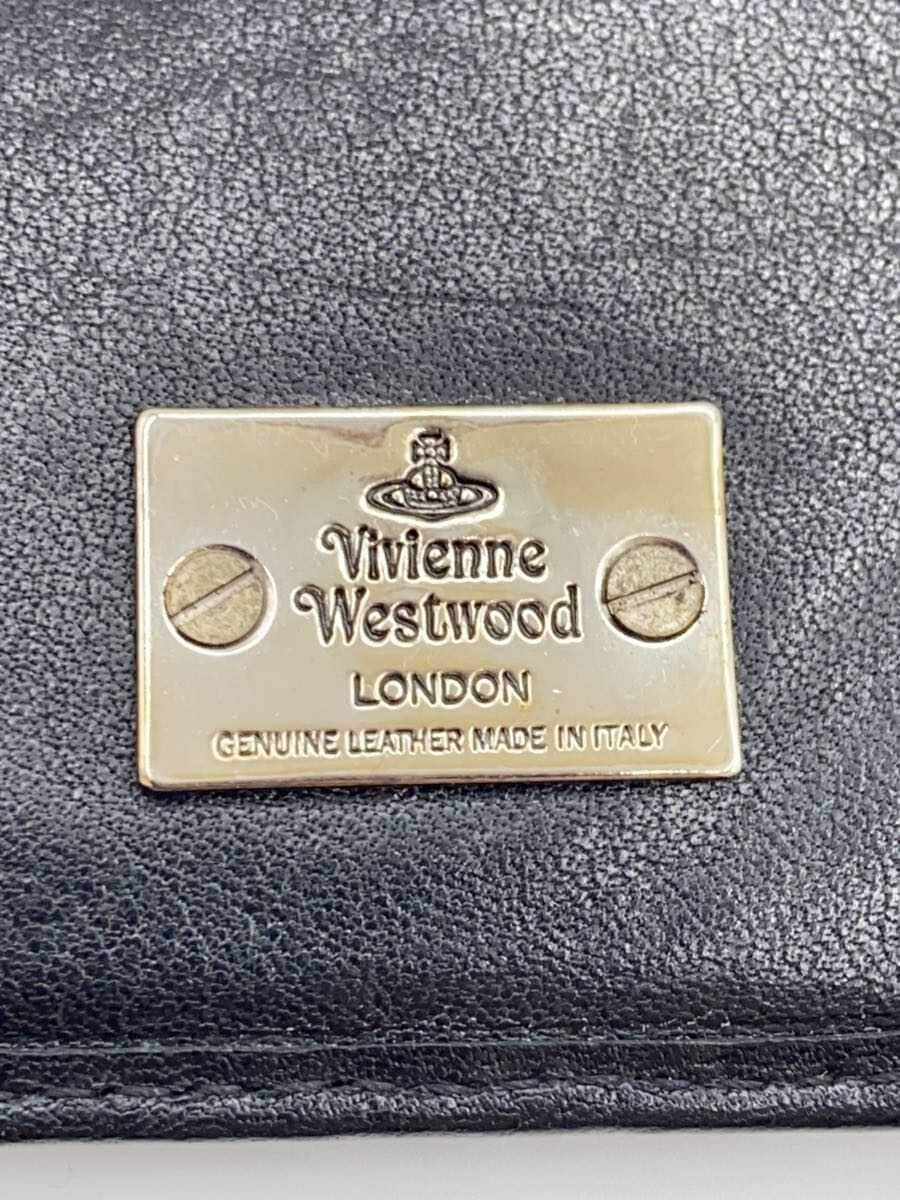 Vivienne
Westwood
LONDON
GENUINE LEATHER MADE IN ITALY